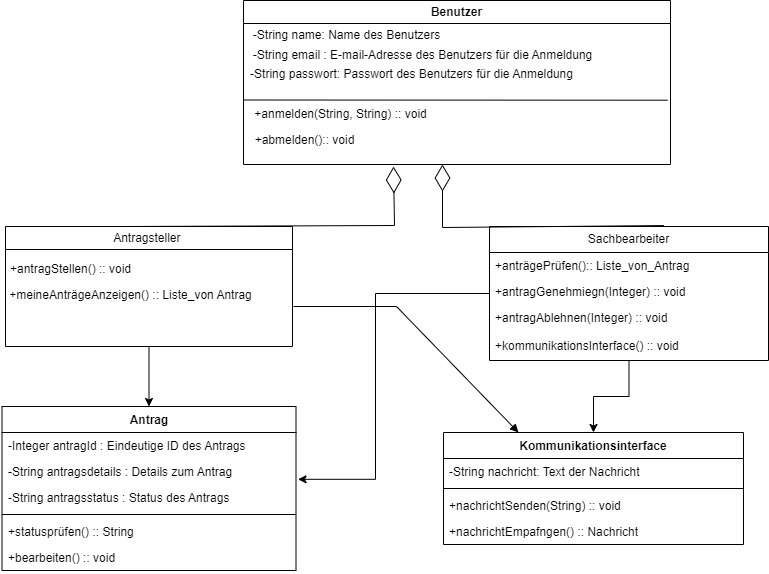 Benutzer
-String name: Name des Benutzers
-String email : E-mail-Adresse des Benutzers für die Anmeldung
-String passwort: Passwort des Benutzers für die Anmeldung
+anmelden(String, String) :: void
+abmelden():: void
Antragsteller
+antragStellen() :: void
+meineAnträgeAnzeigen() :: Liste_von Antrag
Sachbearbeiter
+anträgePrüfen():: Liste_von_Antrag
+antragGenehmiegn(Integer) :: void
+antragAblehnen(Integer) :: void
+kommunikationsInterface() :: void
Antrag
-Integer antragId : Eindeutige ID des Antrags
-String antragsdetails : Details zum Antrag
-String antragsstatus : Status des Antrags
+statusprüfen() :: String
+bearbeiten() :: void
Kommunikationsinterface
-String nachricht: Text der Nachricht
+nachrichtSenden(String) :: void
+nachrichtEmpafngen() :: Nachricht